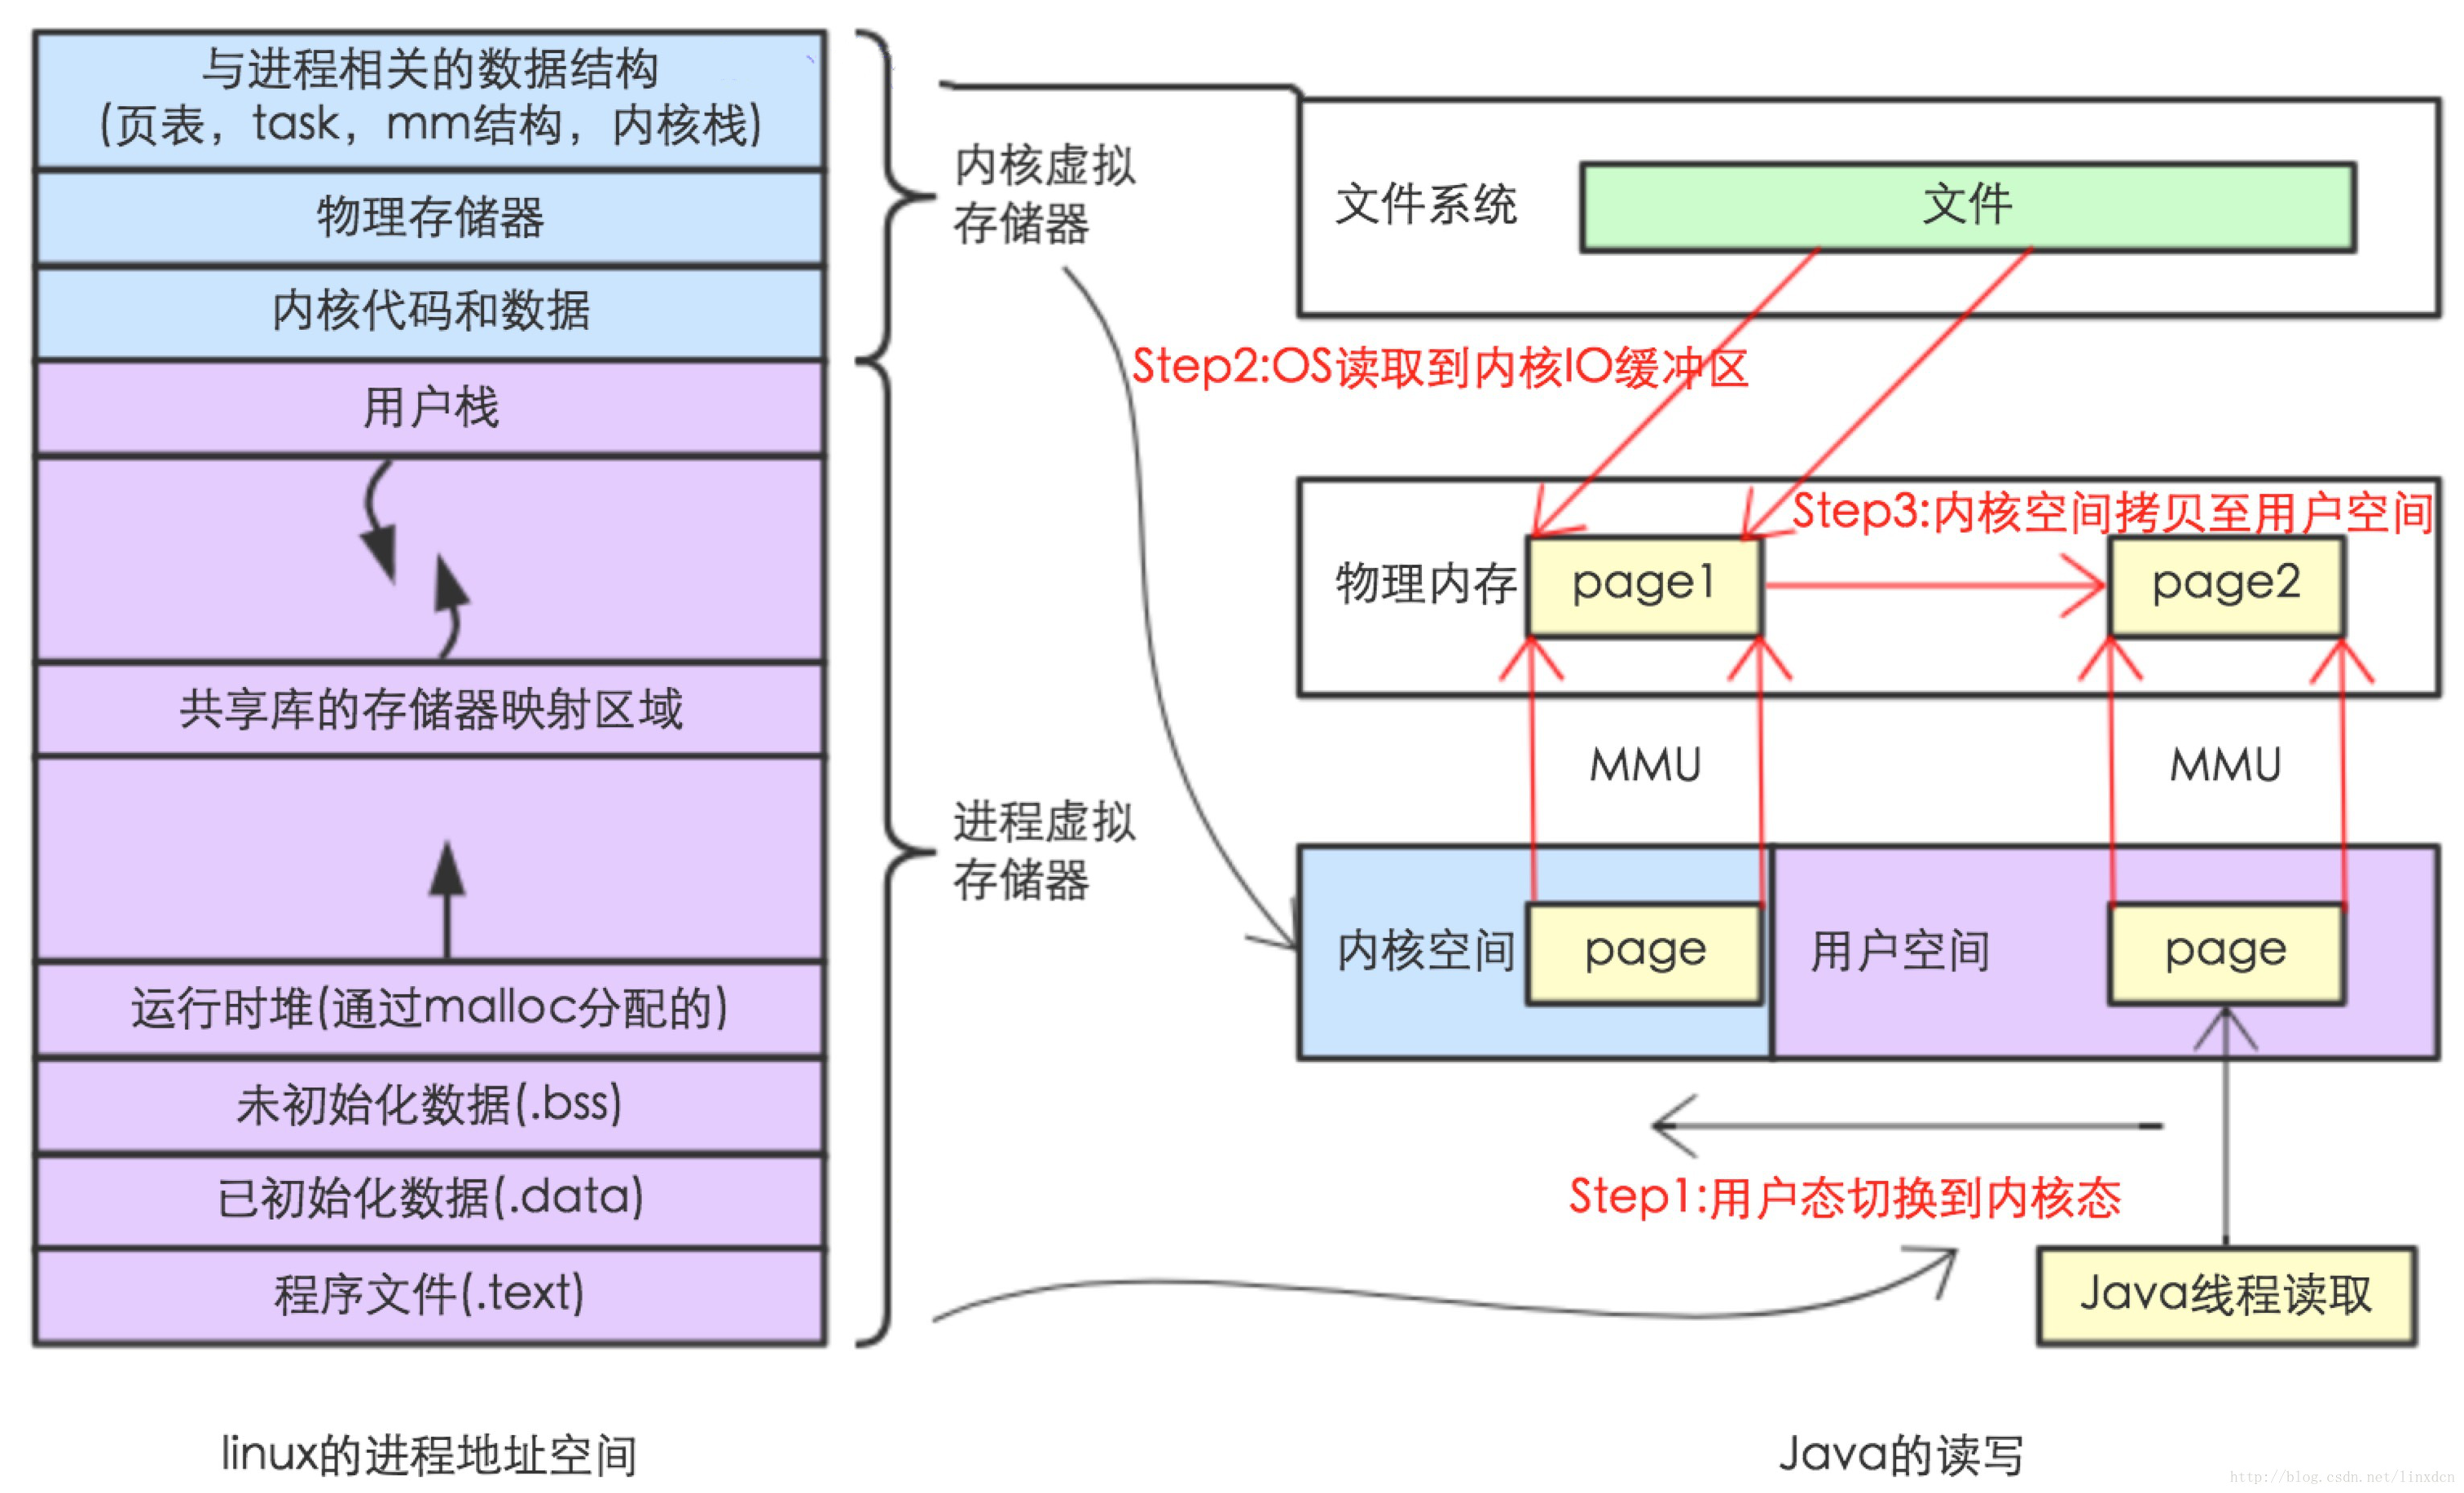 与进程相关的数据结构
(页表，task，mm结构，内核栈)
物理存储器
内核代码和数据
用户栈
共享库的存储器映射区域
运行时堆(通过malloc分配的)
未初始化数据(.bss)
已初始化数据(.data)
程序文件(.text)
linux的进程地址空间
内核虚拟
存储器
进程虚拟
存储器
文件系统
文件
Step2:OS读取到内核IO缓冲区
Step3:内核空间拷贝至用户空间
物理内存
page1
page2
MMU
MMU
内核空间
page
用户空间
page
Step1:用户态切换到内核态
Java线程读取
Java的读写
http://blog.csdn.net/linxdcn